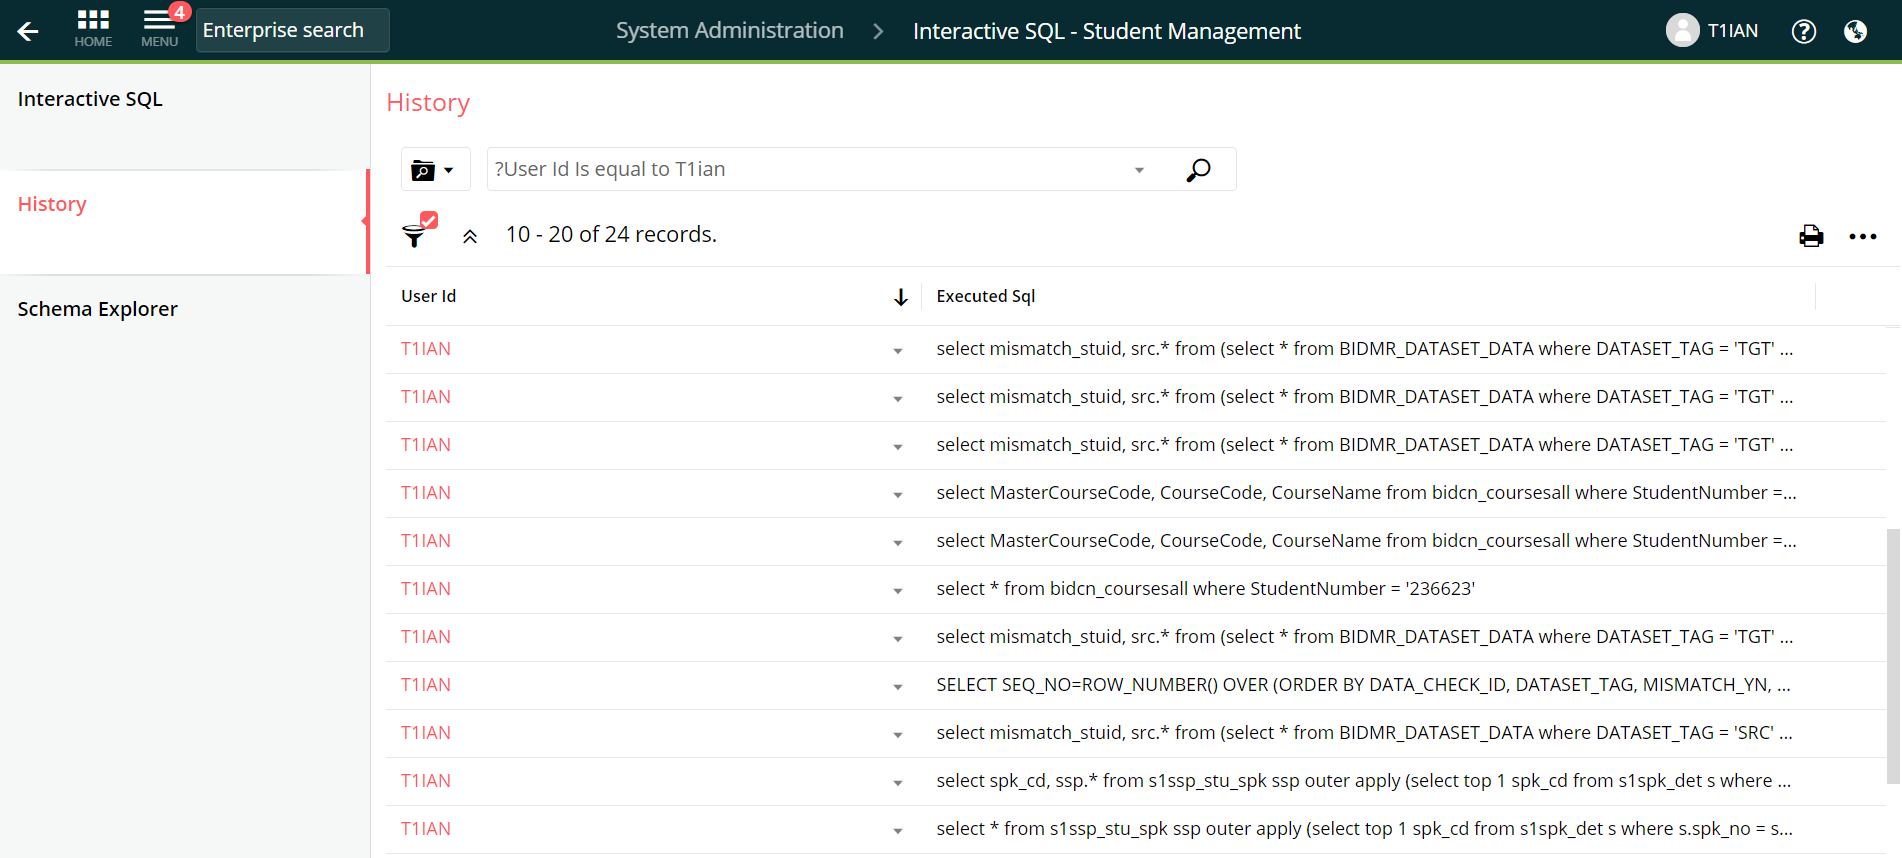 HOME
MENU
4
Enterprise search
System Administration
Interactive SQL - Student Management
T1IAN
Interactive SQL
History
Schema Explorer
History
?User Id Is equal to T1ian
10 - 20 of 24 records.
User Id
Executed Sql
T1IAN select mismatch_stuid, src.* from (select * from BIDMR_DATASET_DATA where DATASET_TAG = 'TGT' ...
T1IAN select mismatch_stuid, src.* from (select * from BIDMR_DATASET_DATA where DATASET_TAG = 'TGT' ...
T1IAN select mismatch_stuid, src.* from (select * from BIDMR_DATASET_DATA where DATASET_TAG = 'TGT' ...
T1IAN select MasterCourseCode, CourseCode, CourseName from bidcn_coursesall where StudentNumber =...
T1IAN select MasterCourseCode, CourseCode, CourseName from bidcn_coursesall where StudentNumber =...
T1IAN select * from bidcn_coursesall where StudentNumber = '236623'
T1IAN select mismatch_stuid, src.* from (select * from BIDMR_DATASET_DATA where DATASET_TAG = 'TGT' ...
T1IAN SELECT SEQ_NO=ROW_NUMBER() OVER (ORDER BY DATA_CHECK_ID, DATASET_TAG, MISMATCH_YN, ...
T1IAN select mismatch_stuid, src.* from (select * from BIDMR_DATASET_DATA where DATASET_TAG = 'SRC' ...
T1IAN select spk_cd, ssp.* from s1ssp_stu_spk ssp outer apply (select top 1 spk_cd from s1spk_det s where ...
T1IAN select * from s1ssp_stu_spk ssp outer apply (select top 1 spk_cd from s1spk_det s where s.spk_no = s...